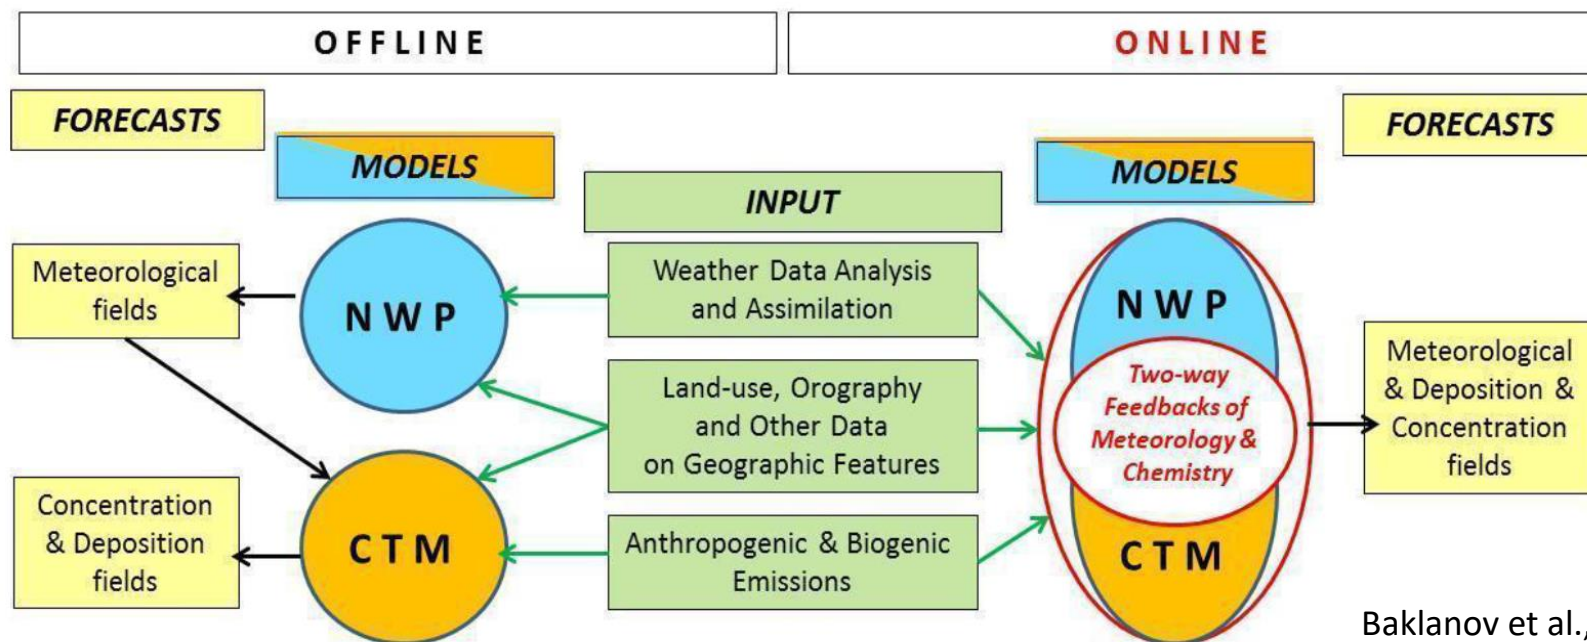 OFFLINE
ONLINE
FORECASTS
MODELS
INPUT
MODELS
FORECASTS
Meteorological
fields
NWP
Weather Data Analysis
and Assimilation
NWP
Two-way
Feedbacks of
Meteorology &
Chemistry
Meteorological
& Deposition &
Concentration
fields
Land-use, Orography
and Other Data
on Geographic Features
Concentration
& Deposition
fields
CTM
Anthropogenic & Biogenic
Emissions
CTM
Baklanov et al.,